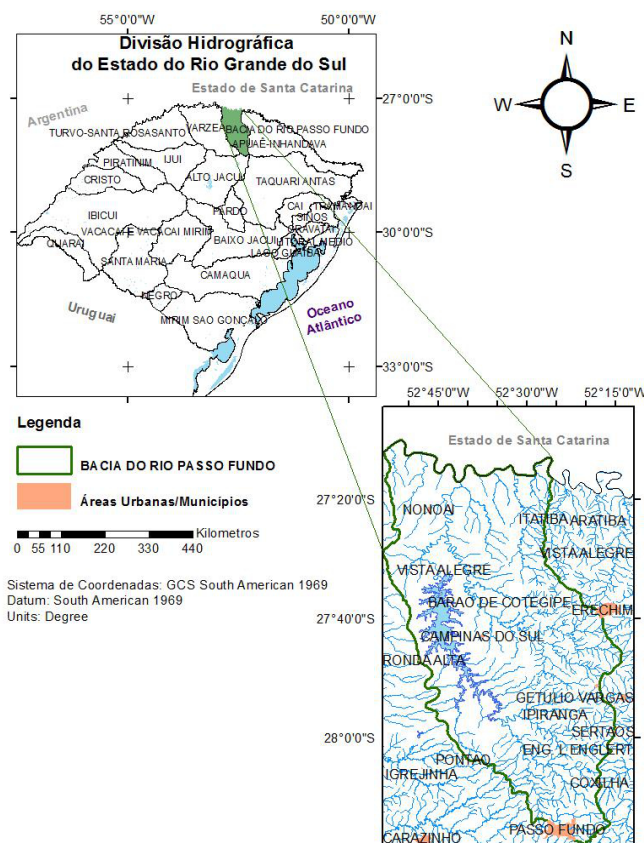 55°0'0"W 50°0'0"W
Divisão Hidrográfica
do Estado do Rio Grande do Sul
Estado de Santa Catarina
27°0'0"S
Argentina
VARZEA
BACIA DO RIO PASSO FUNDO
TURVO-SANTA ROSASANTO
APUAÊ-INHANDAVA
IJUI
PIRATINIM
ALTO JACUI
TAQUARI ANTAS
CRISTO
CAI
TRAMANDAI
SINOS
IBICUI
PARDO
GRAVATAI
VACACAI E VACACAI MIRIM
30°0'0"S
QUARAI
BAIXO JACUI
LITORAL MEDIO
LAGO GUAIBA
SANTA MARIA
CAMAQUA
NEGRO
Uruguai
Oceano
Atlântico
MIRIM SAO GONÇALO
33°0'0"S
N
W
E
S
Legenda
BACIA DO RIO PASSO FUNDO
Áreas Urbanas/Municípios
Kilometros
0 55 110 220 330 440
Sistema de Coordenadas: GCS South American 1969
Datum: South American 1969
Units: Degree
52°45'0"W 52°30'0"W 52°15'0"W
Estado de Santa Catarina
27°20'0"S
NONOAI
ITATIBA
ARATIBA
VISTA ALEGRE
VISTA ALEGRE
BARAO DE COTEGIPE
ERECHIM
27°40'0"S
CAMPINAS DO SUL
RONDA ALTA
GETULIO VARGAS
IPIRANGA
SERTAOS
28°0'0"S
ENG. L'ENGLERT
PONTAO
IGREJINHA
COXILHA
PASSO FUNDO
CARAZINHO